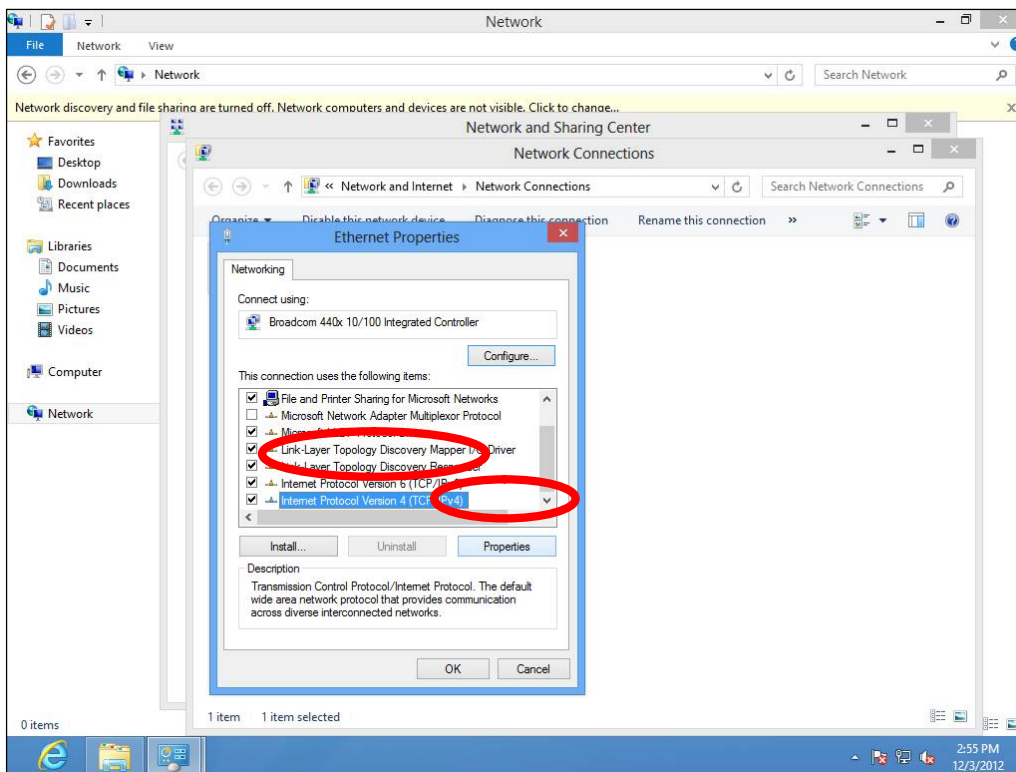 Network
File Network View
Network
Search Network
Network discovery and file sharing are turned off. Network computers and devices are not visible. Click to change...
Favorites
Desktop
Downloads
Recent places
Libraries
Documents
Music
Pictures
Videos
Computer
Network
Network and Sharing Center
Network Connections
« Network and Internet Network Connections
Search Network Connections
Organize Disable this network device Diagnose this connection Rename this connection »
Ethernet Properties
Networking
Connect using:
Broadcom 440x 10/100 Integrated Controller
Configure...
This connection uses the following items:
File and Printer Sharing for Microsoft Networks
Microsoft Network Adapter Multiplexor Protocol
Link-Layer Topology Discovery Mapper I/O Driver
Link-Layer Topology Discovery
Internet Protocol Version 6 (TCP/IPv6)
Internet Protocol Version 4 (TCP/IPv4)
Install... Uninstall Properties
Description
Transmission Control Protocol/Internet Protocol. The default
wide area network protocol that provides communication
across diverse interconnected networks.
OK Cancel
1 item 1 item selected
0 items
2:55 PM
12/3/2012